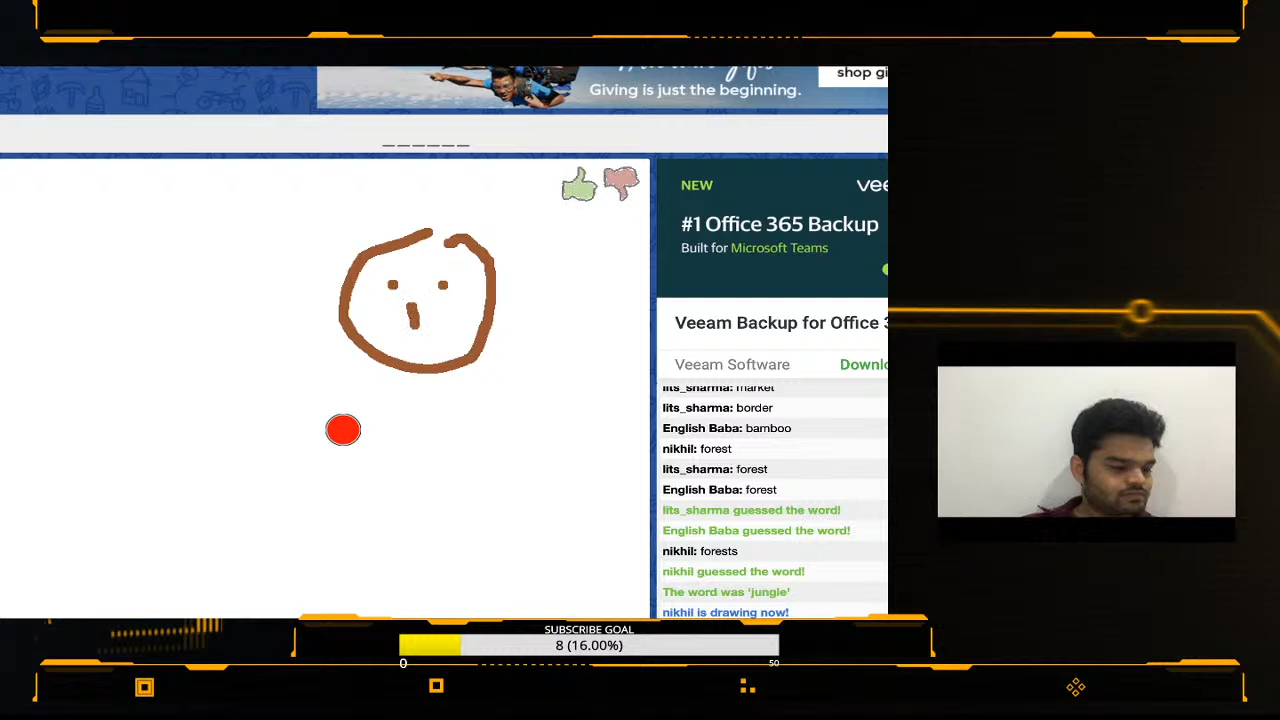 Giving is just the beginning.
shop gi
______
NEW
vee
#1 Office 365 Backup
Built for Microsoft Teams
Veeam Backup for Office 3
Veeam Software
Downlo
lits_sharma: market
lits_sharma: border
English Baba: bamboo
nikhil: forest
lits_sharma: forest
English Baba: forest
lits_sharma guessed the word!
English Baba guessed the word!
nikhil: forests
nikhil guessed the word!
The word was 'jungle'
nikhil is drawing now!
SUBSCRIBE GOAL
8 (16.00%)
0
50